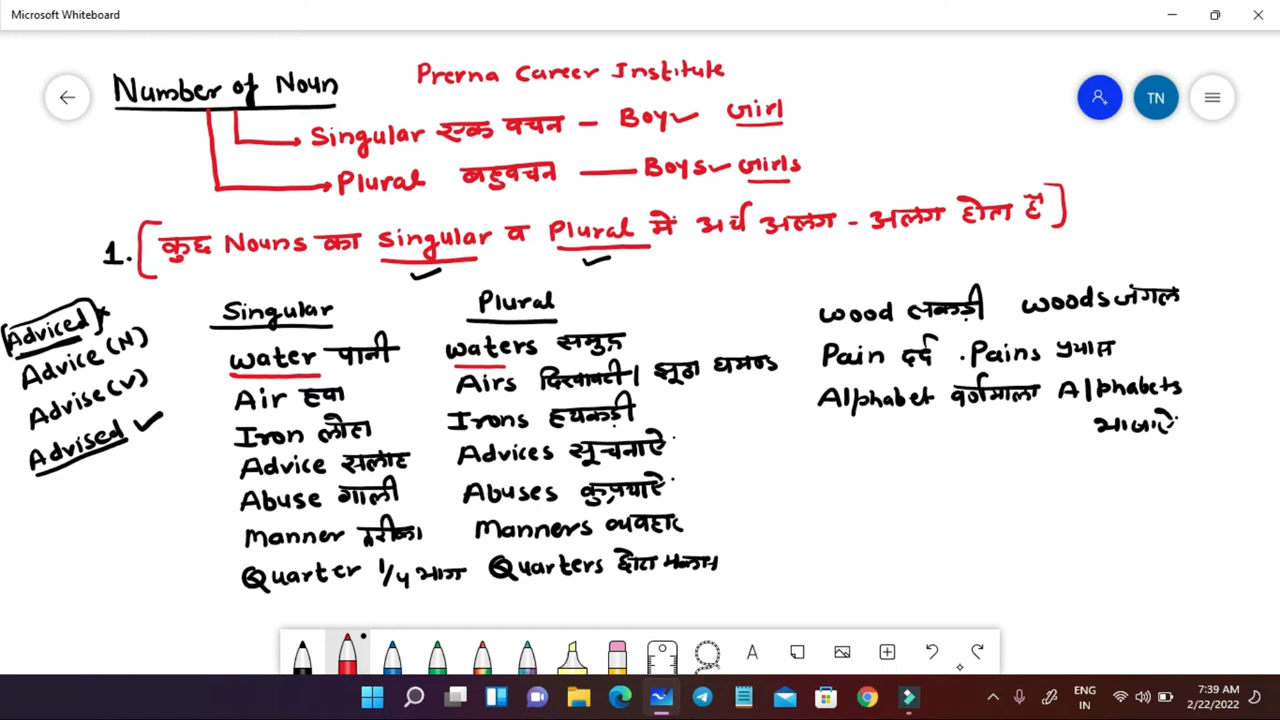 Microsoft Whiteboard
Number of Noun
Prerna Career Institute
Singular एक वचन – Boy Girl
Plural बहुवचन — Boys Girls
1. [कुछ Nouns का Singular व Plural में अर्थ अलग - अलग होता है]
Adviced
Advice (N)
Advise (V)
Advised
Singular Plural
water पानी waters समुद्र
Air हवा Airs दिखावटी। झूठा घमण्ड
Iron लोहा Irons हथकड़ी
Advice सलाह Advices सूचनाऐं
Abuse गाली Abuses कुप्रथाऐं
Manner तरीका Manners व्यवहार
Quarter 1/4 भाग Quarters छोटा मकान
wood लकड़ी woods जंगल
Pain दर्द . Pains प्रयास
Alphabet वर्णमाला Alphabets
भाषाऐं
TN
ENG
IN
7:39 AM
2/22/2022